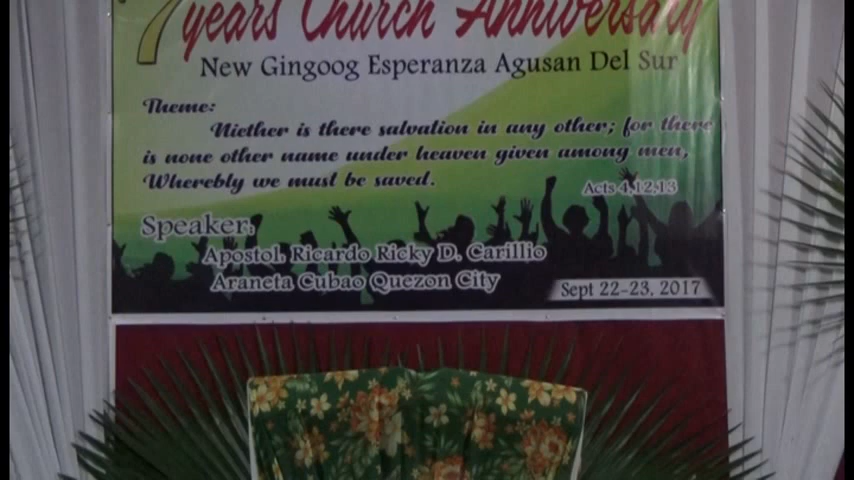 7 years Church Anniversary
New Gingoog Esperanza Agusan Del Sur
Theme:
Niether is there salvation in any other; for there
is none other name under heaven given among men,
Wherebly we must be saved.
Acts 4,12,13
Speaker:
Apostol. Ricardo Ricky D. Carillio
Araneta Cubao Quezon City
Sept 22-23, 2017